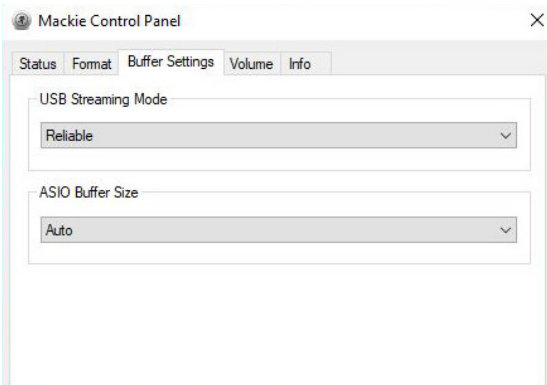 Mackie Control Panel
Status Format Buffer Settings Volume Info
USB Streaming Mode
Reliable
ASIO Buffer Size
Auto